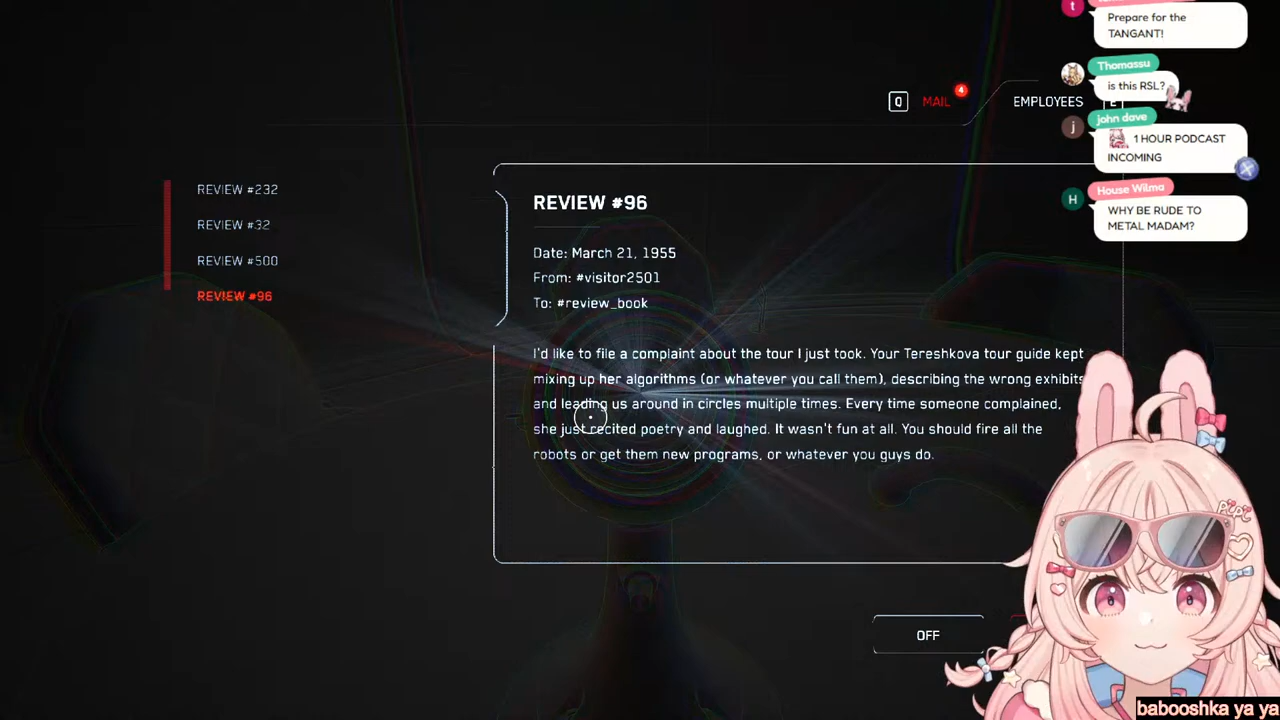 Prepare for the
TANGANT!
Thomassu
is this RSL?
john dave
1 HOUR PODCAST
INCOMING
House Wilma
WHY BE RUDE TO
METAL MADAM?
Q MAIL 4 EMPLOYEES E
REVIEW #232
REVIEW #32
REVIEW #500
REVIEW #96
REVIEW #96
Date: March 21, 1955
From: #visitor2501
To: #review_book
I'd like to file a complaint about the tour I just took. Your Tereshkova tour guide kept
mixing up her algorithms (or whatever you call them), describing the wrong exhibits
and leading us around in circles multiple times. Every time someone complained,
she just recited poetry and laughed. It wasn't fun at all. You should fire all the
robots or get them new programs, or whatever you guys do.
OFF
PiPi
babooshka ya ya